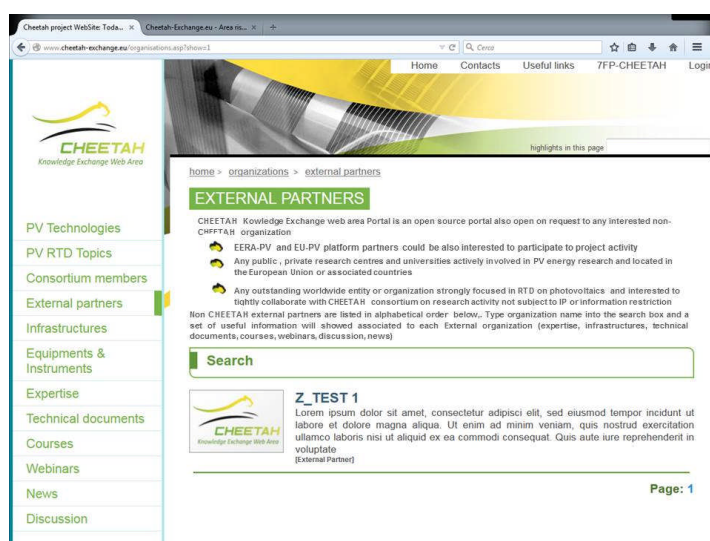 Cheetah project WebSite: Toda... ×
Cheetah-Exchange.eu - Area ris... ×
+
www.cheetah-exchange.eu/organisations.asp?show=1
Cerca
Home Contacts Useful links 7FP-CHEETAH Login
highlights in this page
CHEETAH
Knowledge Exchange Web Area
home > organizations > external partners
EXTERNAL PARTNERS
CHEETAH Kowledge Exchange web area Portal is an open source portal also open on request to any interested non-
CHEETAH organization
EERA-PV and EU-PV platform partners could be also interested to participate to project activity
Any public , private research centres and universities actively involved in PV energy research and located in
the European Union or associated countries
Any outstanding worldwide entity or organization strongly focused in RTD on photovoltaics and interested to
tightly collaborate with CHEETAH consortium on research activity not subject to IP or information restriction
Non CHEETAH external partners are listed in alphabetical order below,. Type organization name into the search box and a
set of useful information will showed associated to each External organization (expertise, infrastructures, technical
documents, courses, webinars, discussion, news)
Search
CHEETAH
Knowledge Exchange Web Area
Z_TEST 1
Lorem ipsum dolor sit amet, consectetur adipisci elit, sed eiusmod tempor incidunt ut
labore et dolore magna aliqua. Ut enim ad minim veniam, quis nostrud exercitation
ullamco laboris nisi ut aliquid ex ea commodi consequat. Quis aute iure reprehenderit in
voluptate
[External Partner]
Page: 1
PV Technologies
PV RTD Topics
Consortium members
External partners
Infrastructures
Equipments &
Instruments
Expertise
Technical documents
Courses
Webinars
News
Discussion